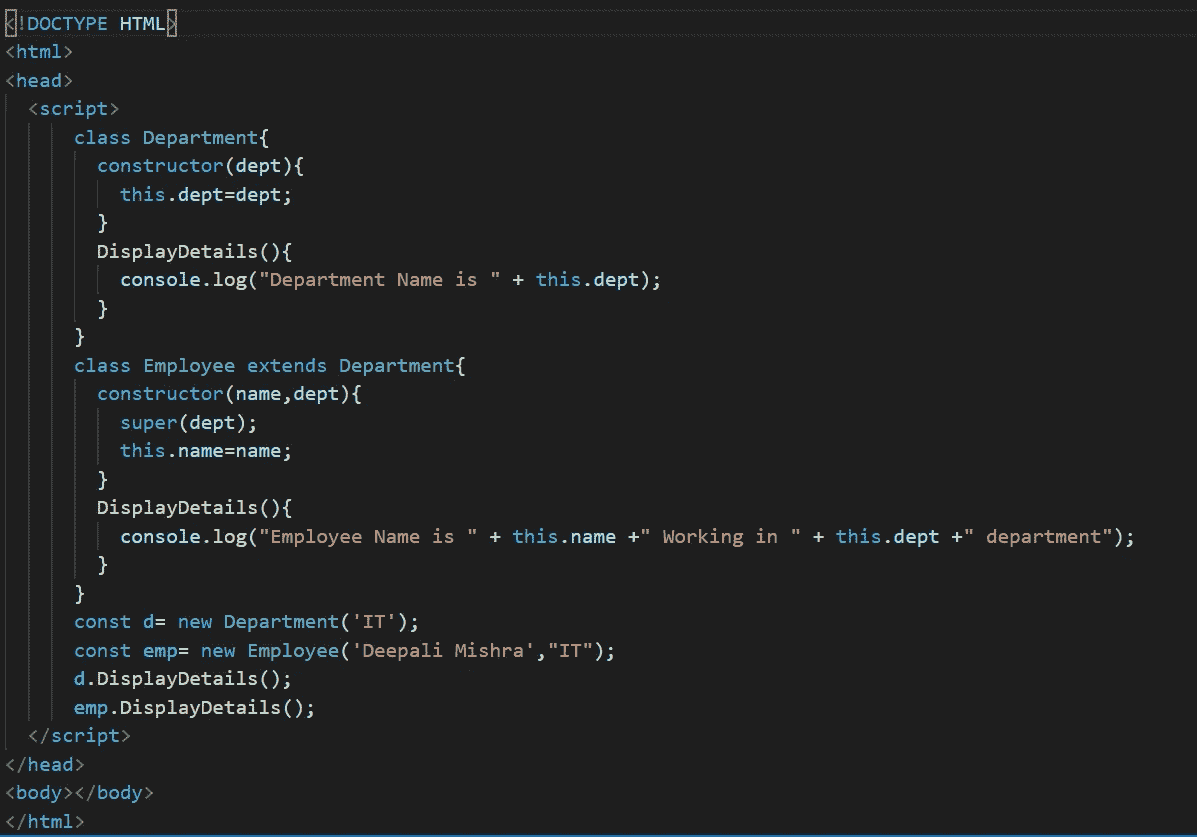 <!DOCTYPE HTML>
<html>
<head>
  <script>
      class Department{
        constructor(dept){
          this.dept=dept;
        }
        DisplayDetails(){
          console.log("Department Name is " + this.dept);
        }
      }
      class Employee extends Department{
        constructor(name,dept){
          super(dept);
          this.name=name;
        }
        DisplayDetails(){
          console.log("Employee Name is " + this.name +" Working in " + this.dept +" department");
        }
      }
      const d= new Department('IT');
      const emp= new Employee('Deepali Mishra',"IT");
      d.DisplayDetails();
      emp.DisplayDetails();
  </script>
</head>
<body></body>
</html>